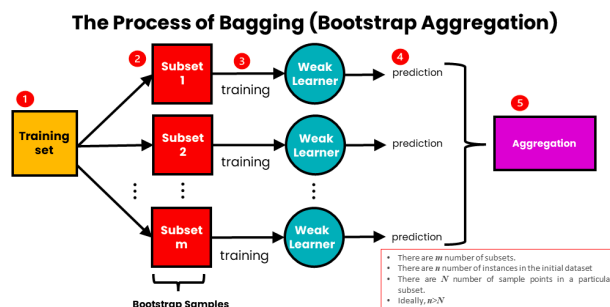 The Process of Bagging (Bootstrap Aggregation)
1
Training
set
2
Subset
1
3
training
Weak
Learner
4
prediction
Subset
2
training
Weak
Learner
prediction
5
Aggregation
Subset
m
training
Weak
Learner
prediction
Bootstrap Samples
• There are m number of subsets.
• There are n number of instances in the initial dataset
• There are N number of sample points in a particula
subset.
• Ideally, n>N